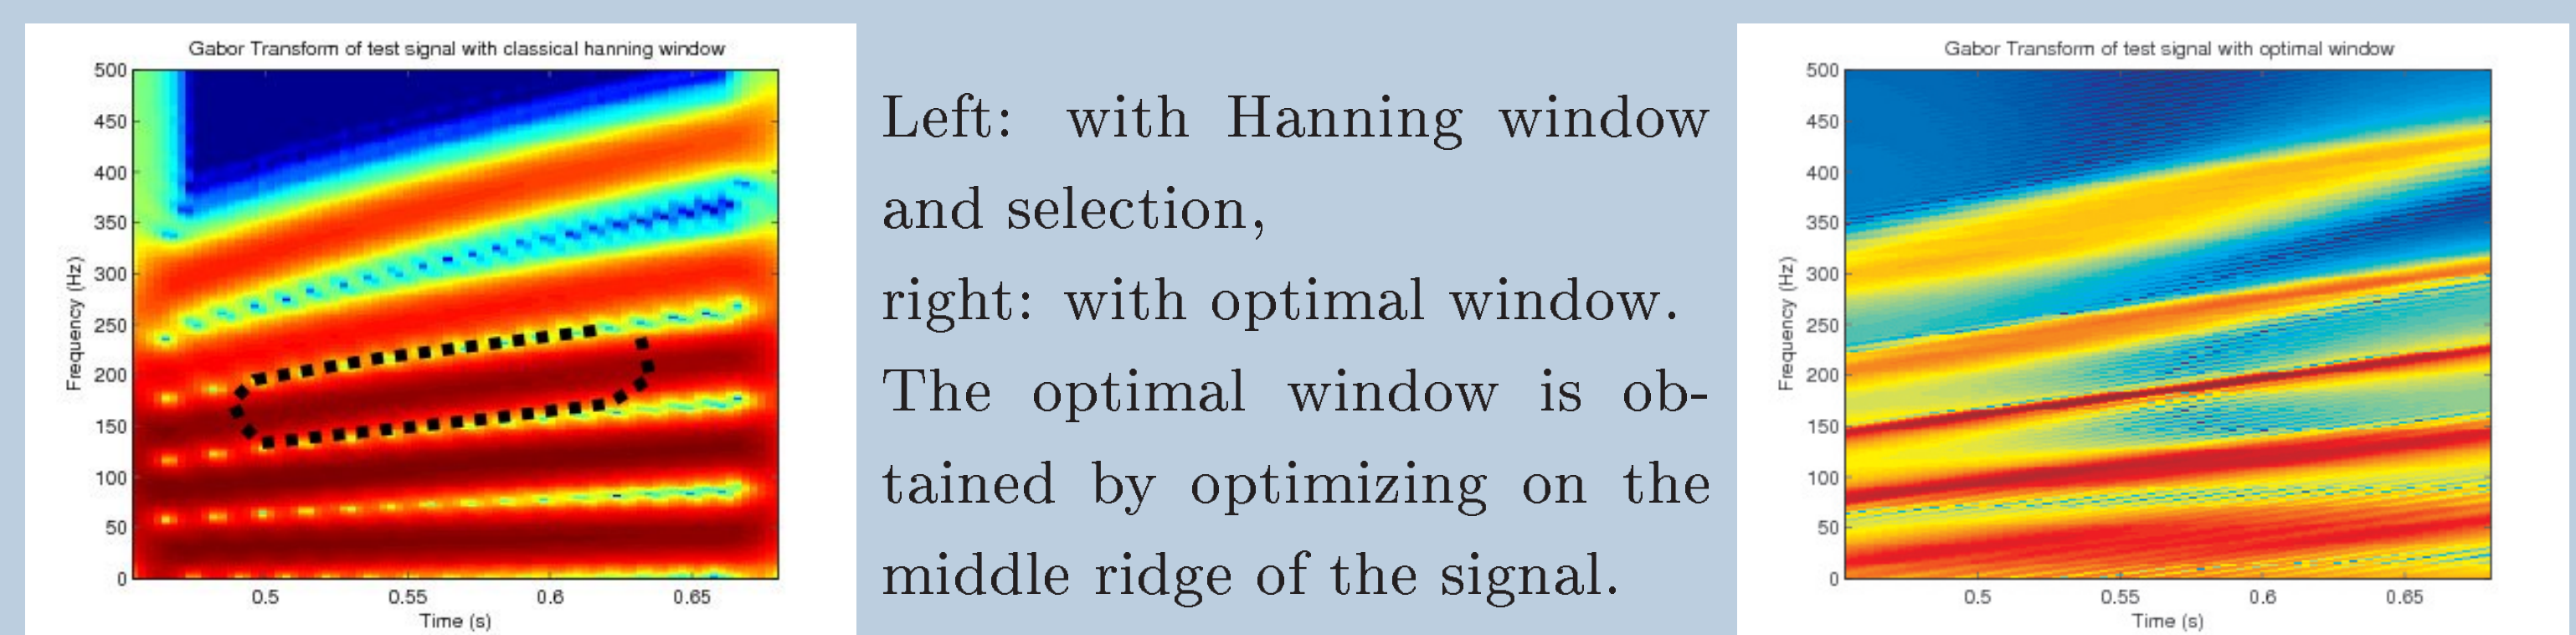 Gabor Transform of test signal with classical hanning window
500
450
400
350
300
250
200
150
100
50
0
Frequency (Hz)
0.5 0.55 0.6 0.65
Time (s)
Left: with Hanning window
and selection,
right: with optimal window.
The optimal window is ob-
tained by optimizing on the
middle ridge of the signal.
Gabor Transform of test signal with optimal window
500
450
400
350
300
250
200
150
100
50
0
Frequency (Hz)
0.5 0.55 0.6 0.65
Time (s)